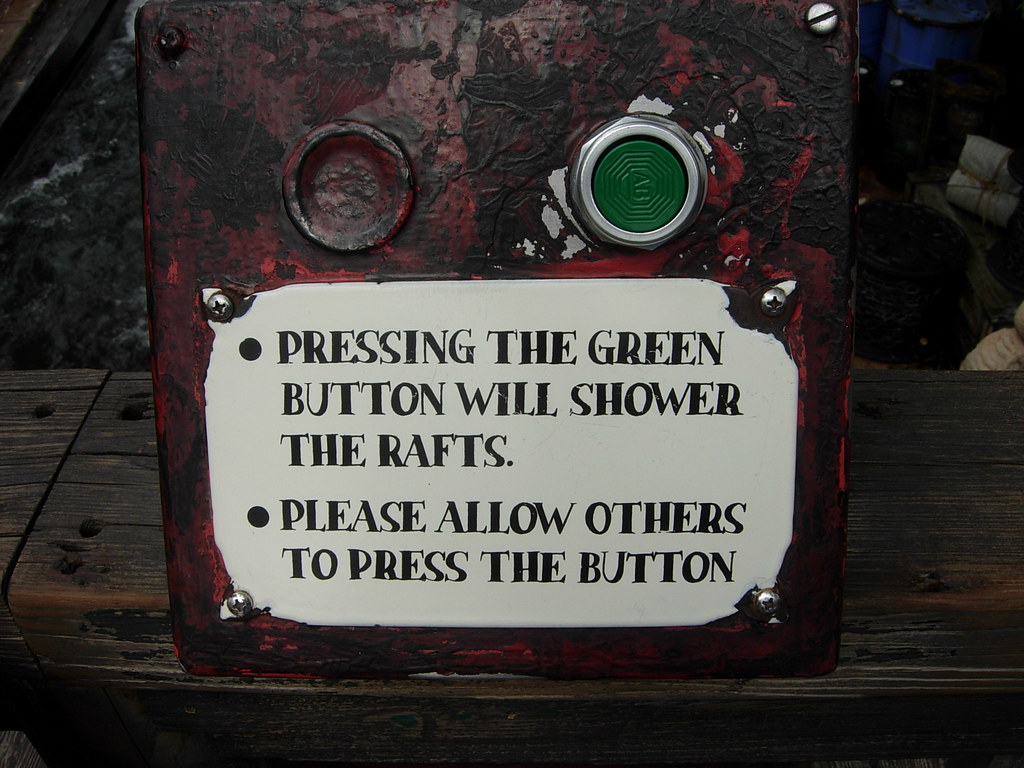 ● PRESSING THE GREEN
BUTTON WILL SHOWER
THE RAFTS.
● PLEASE ALLOW OTHERS
TO PRESS THE BUTTON